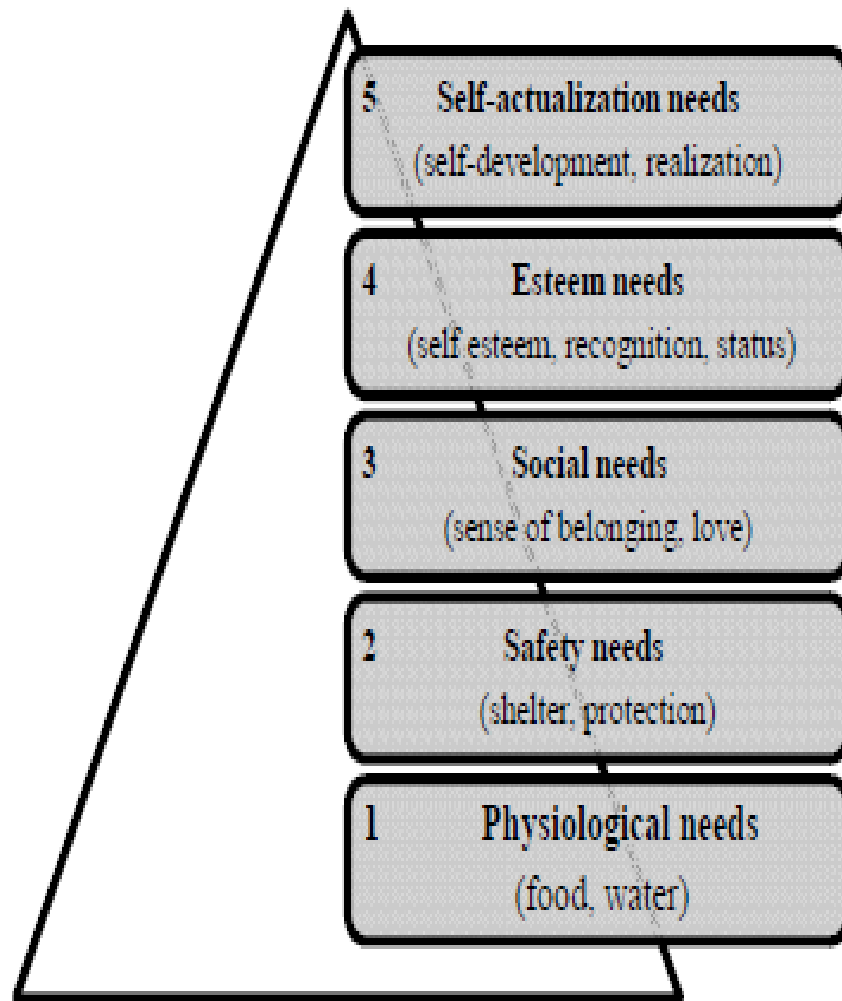 5 Self-actualization needs
(self-development, realization)
4 Esteem needs
(self esteem, recognition, status)
3 Social needs
(sense of belonging, love)
2 Safety needs
(shelter, protection)
1 Physiological needs
(food, water)